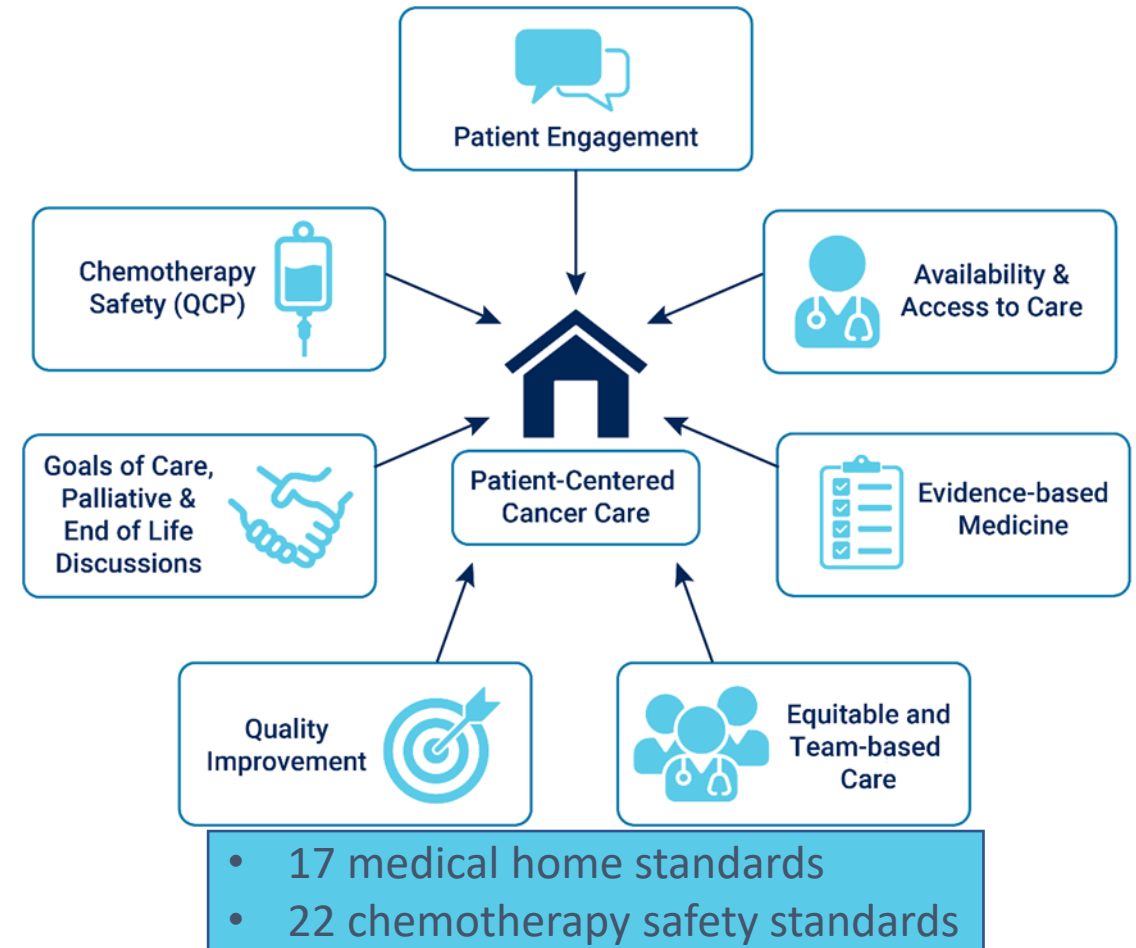 Patient Engagement
Chemotherapy
Safety (QCP)
Availability &
Access to Care
Goals of Care,
Palliative &
End of Life
Discussions
Patient-Centered
Cancer Care
Evidence-based
Medicine
Quality
Improvement
Equitable and
Team-based
Care
• 17 medical home standards
• 22 chemotherapy safety standards